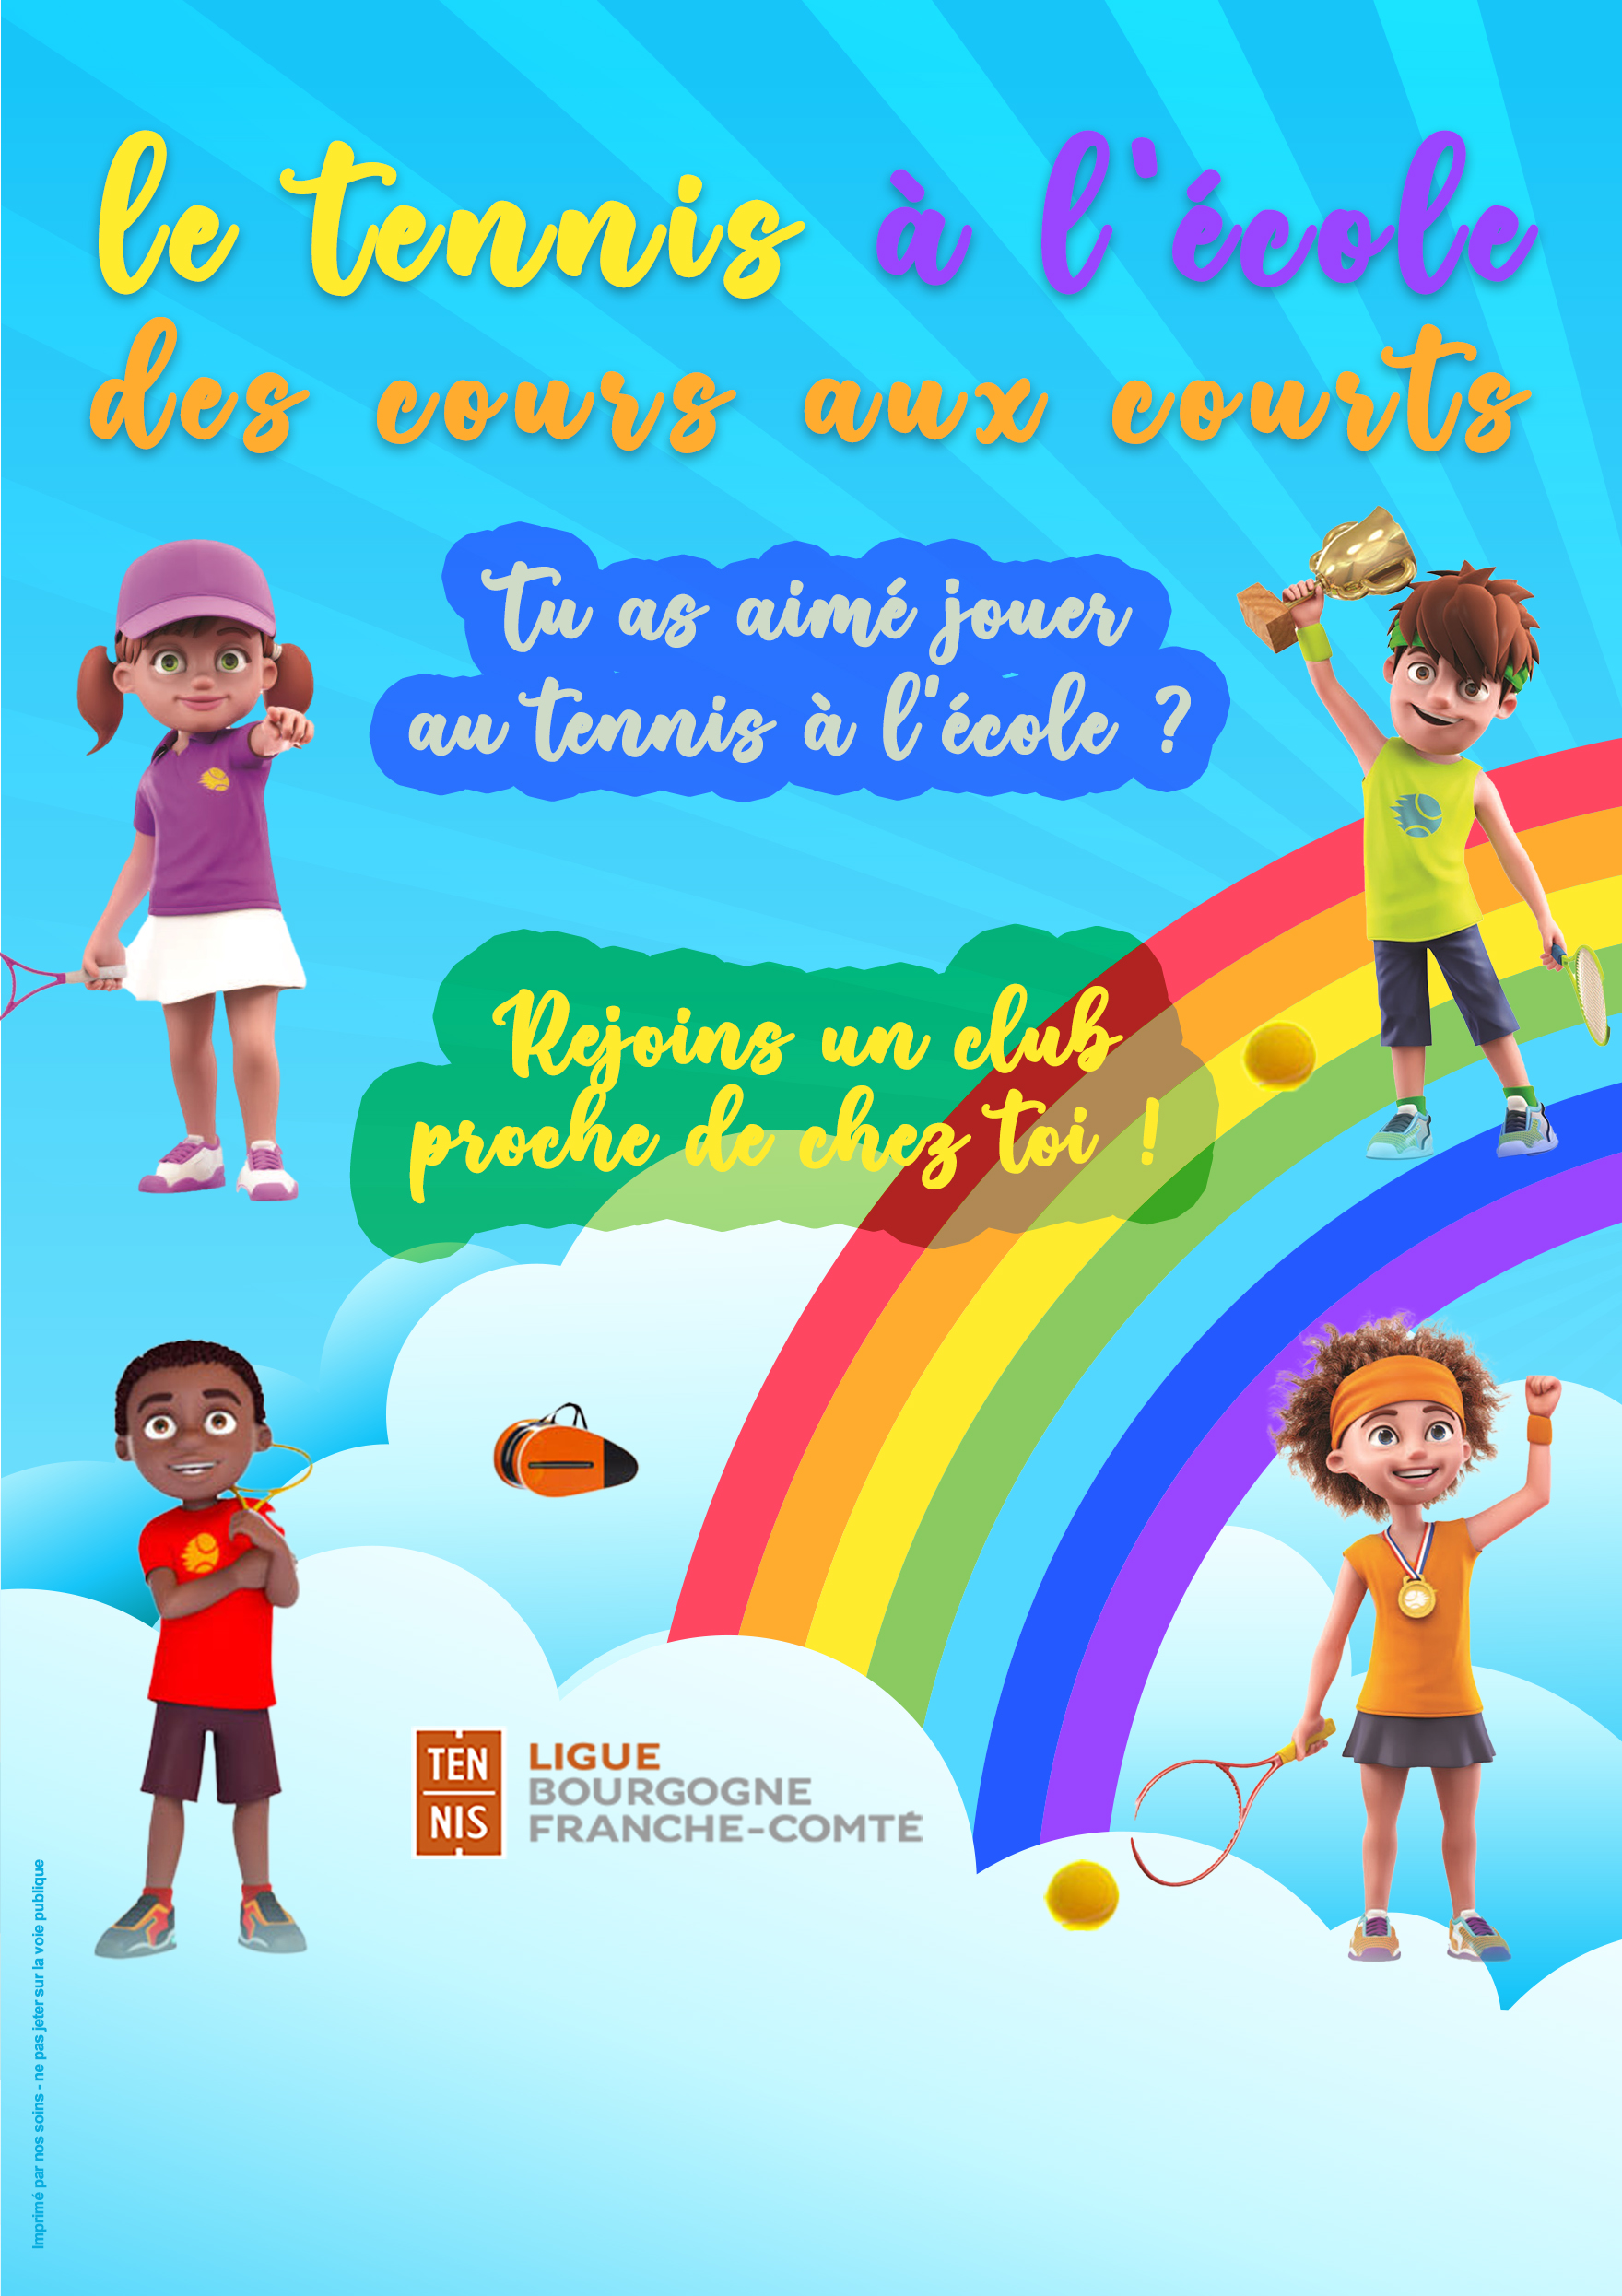 le tennis à l'école
des cours aux courts
Tu as aimé jouer
au tennis à l'école ?
Rejoins un club
proche de chez toi !
TEN
NIS
LIGUE
BOURGOGNE
FRANCHE-COMTÉ
Imprimé par nos soins - ne pas jeter sur la voie publique